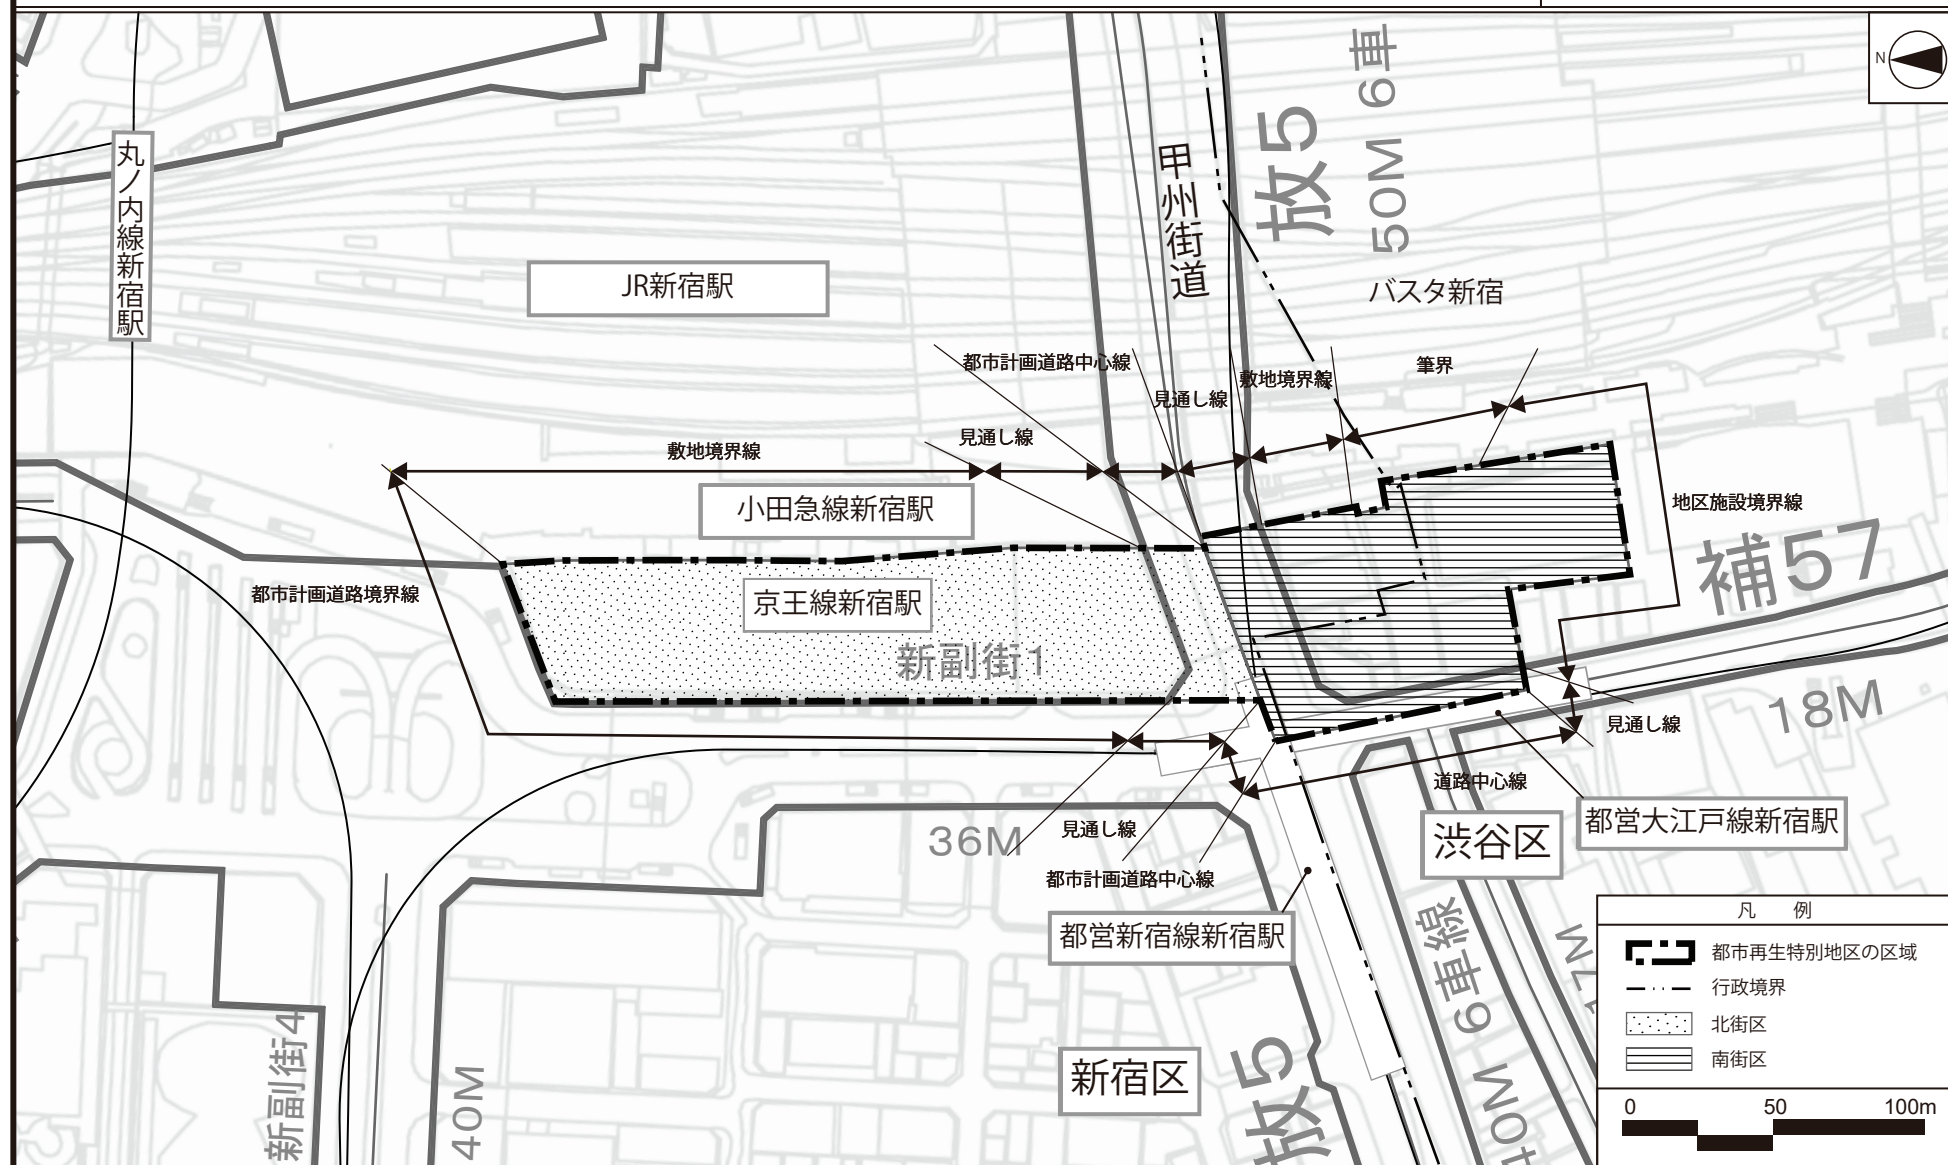 N
放5
50M 6車
甲州街道
丸ノ内線新宿駅
JR新宿駅
バスタ新宿
都市計画道路中心線
見通し線
敷地境界線
筆界
敷地境界線
見通し線
小田急線新宿駅
地区施設境界線
補57
都市計画道路境界線
京王線新宿駅
新副街1
18M
見通し線
道路中心線
都営大江戸線新宿駅
36M
見通し線
渋谷区
都市計画道路中心線
都営新宿線新宿駅
40M 6車線
17M
新宿区
放5
新副街4
40M
凡 例
都市再生特別地区の区域
行政境界
北街区
南街区
0 50 100m